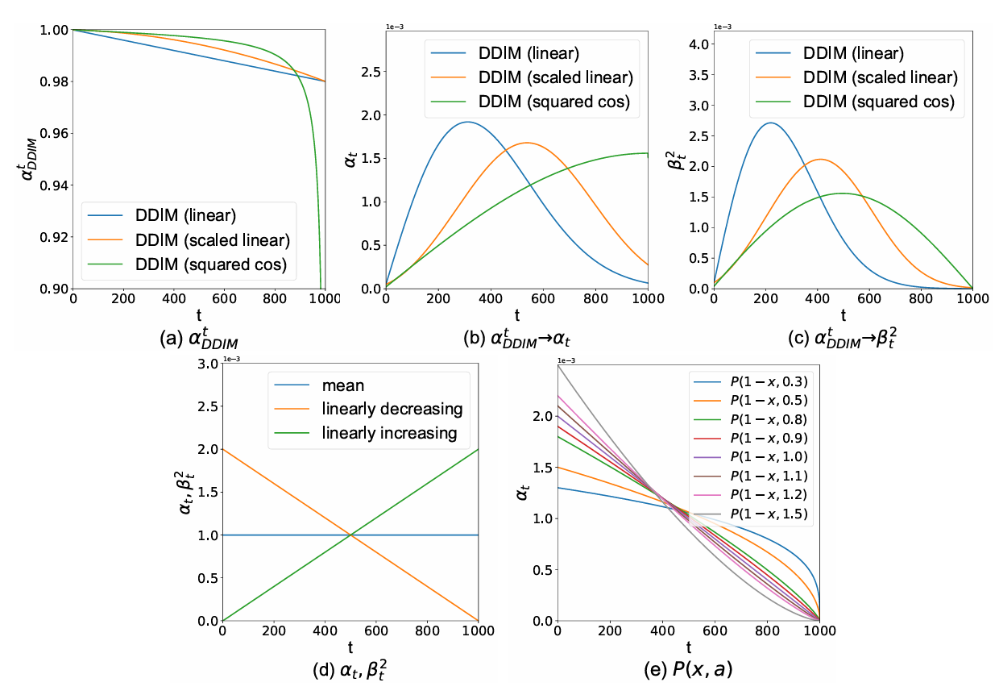 1.00
0.98
0.96
0.94
0.92
0.90
α^t_DDIM
DDIM (linear)
DDIM (scaled linear)
DDIM (squared cos)
0 200 400 600 800 1000
t
(a) α^t_DDIM
1e−3
2.5
2.0
1.5
1.0
0.5
0.0
α_t
DDIM (linear)
DDIM (scaled linear)
DDIM (squared cos)
0 200 400 600 800 1000
t
(b) α^t_DDIM→α_t
1e−3
4.0
3.5
3.0
2.5
2.0
1.5
1.0
0.5
0.0
β_t^2
DDIM (linear)
DDIM (scaled linear)
DDIM (squared cos)
0 200 400 600 800 1000
t
(c) α^t_DDIM→β_t^2
1e−3
3.0
2.5
2.0
1.5
1.0
0.5
0.0
α_t, β_t^2
mean
linearly decreasing
linearly increasing
0 200 400 600 800 1000
t
(d) α_t, β_t^2
1e−3
2.0
1.5
1.0
0.5
0.0
α_t
P(1 − x, 0.3)
P(1 − x, 0.5)
P(1 − x, 0.8)
P(1 − x, 0.9)
P(1 − x, 1.0)
P(1 − x, 1.1)
P(1 − x, 1.2)
P(1 − x, 1.5)
0 200 400 600 800 1000
t
(e) P(x, a)